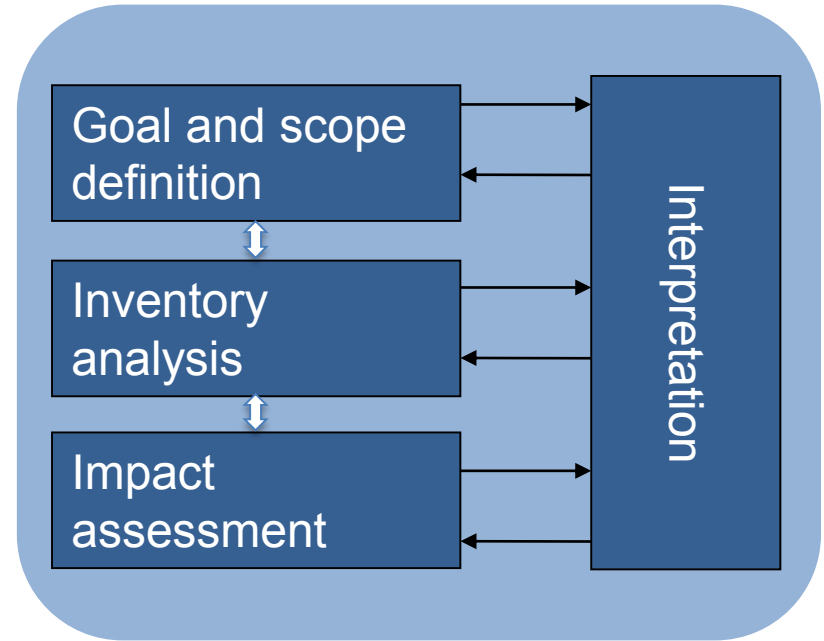 Goal and scope
definition
Inventory
analysis
Impact
assessment
Interpretation